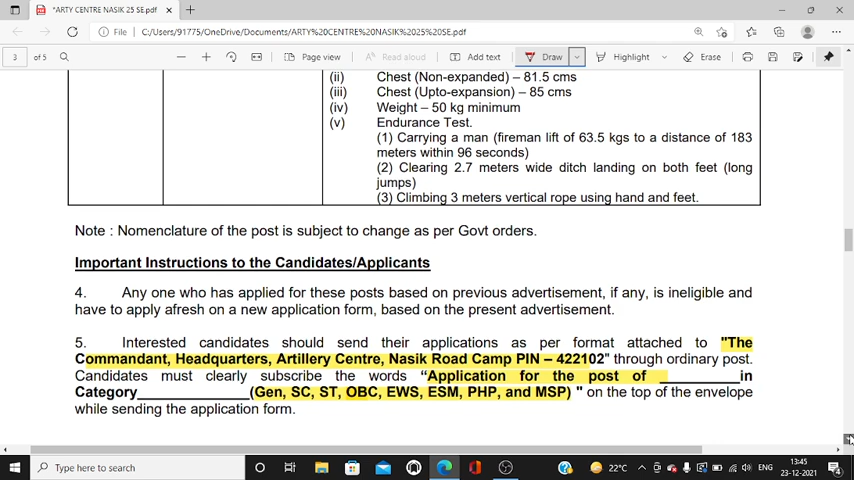 *ARTY CENTRE NASIK 25 SE.pdf
File
C:/Users/91775/OneDrive/Documents/ARTY%20CENTRE%20NASIK%2025%20SE.pdf
3 of 5
Page view
Read aloud
Add text
Draw
Highlight
Erase
(ii) Chest (Non-expanded) – 81.5 cms
(iii) Chest (Upto-expansion) – 85 cms
(iv) Weight – 50 kg minimum
(v) Endurance Test.
(1) Carrying a man (fireman lift of 63.5 kgs to a distance of 183
meters within 96 seconds)
(2) Clearing 2.7 meters wide ditch landing on both feet (long
jumps)
(3) Climbing 3 meters vertical rope using hand and feet.
Note : Nomenclature of the post is subject to change as per Govt orders.
Important Instructions to the Candidates/Applicants
4. Any one who has applied for these posts based on previous advertisement, if any, is ineligible and
have to apply afresh on a new application form, based on the present advertisement.
5. Interested candidates should send their applications as per format attached to "The
Commandant, Headquarters, Artillery Centre, Nasik Road Camp PIN – 422102" through ordinary post.
Candidates must clearly subscribe the words "Application for the post of __________in
Category______________(Gen, SC, ST, OBC, EWS, ESM, PHP, and MSP) " on the top of the envelope
while sending the application form.
Type here to search
22°C
ENG
13:45
23-12-2021
4